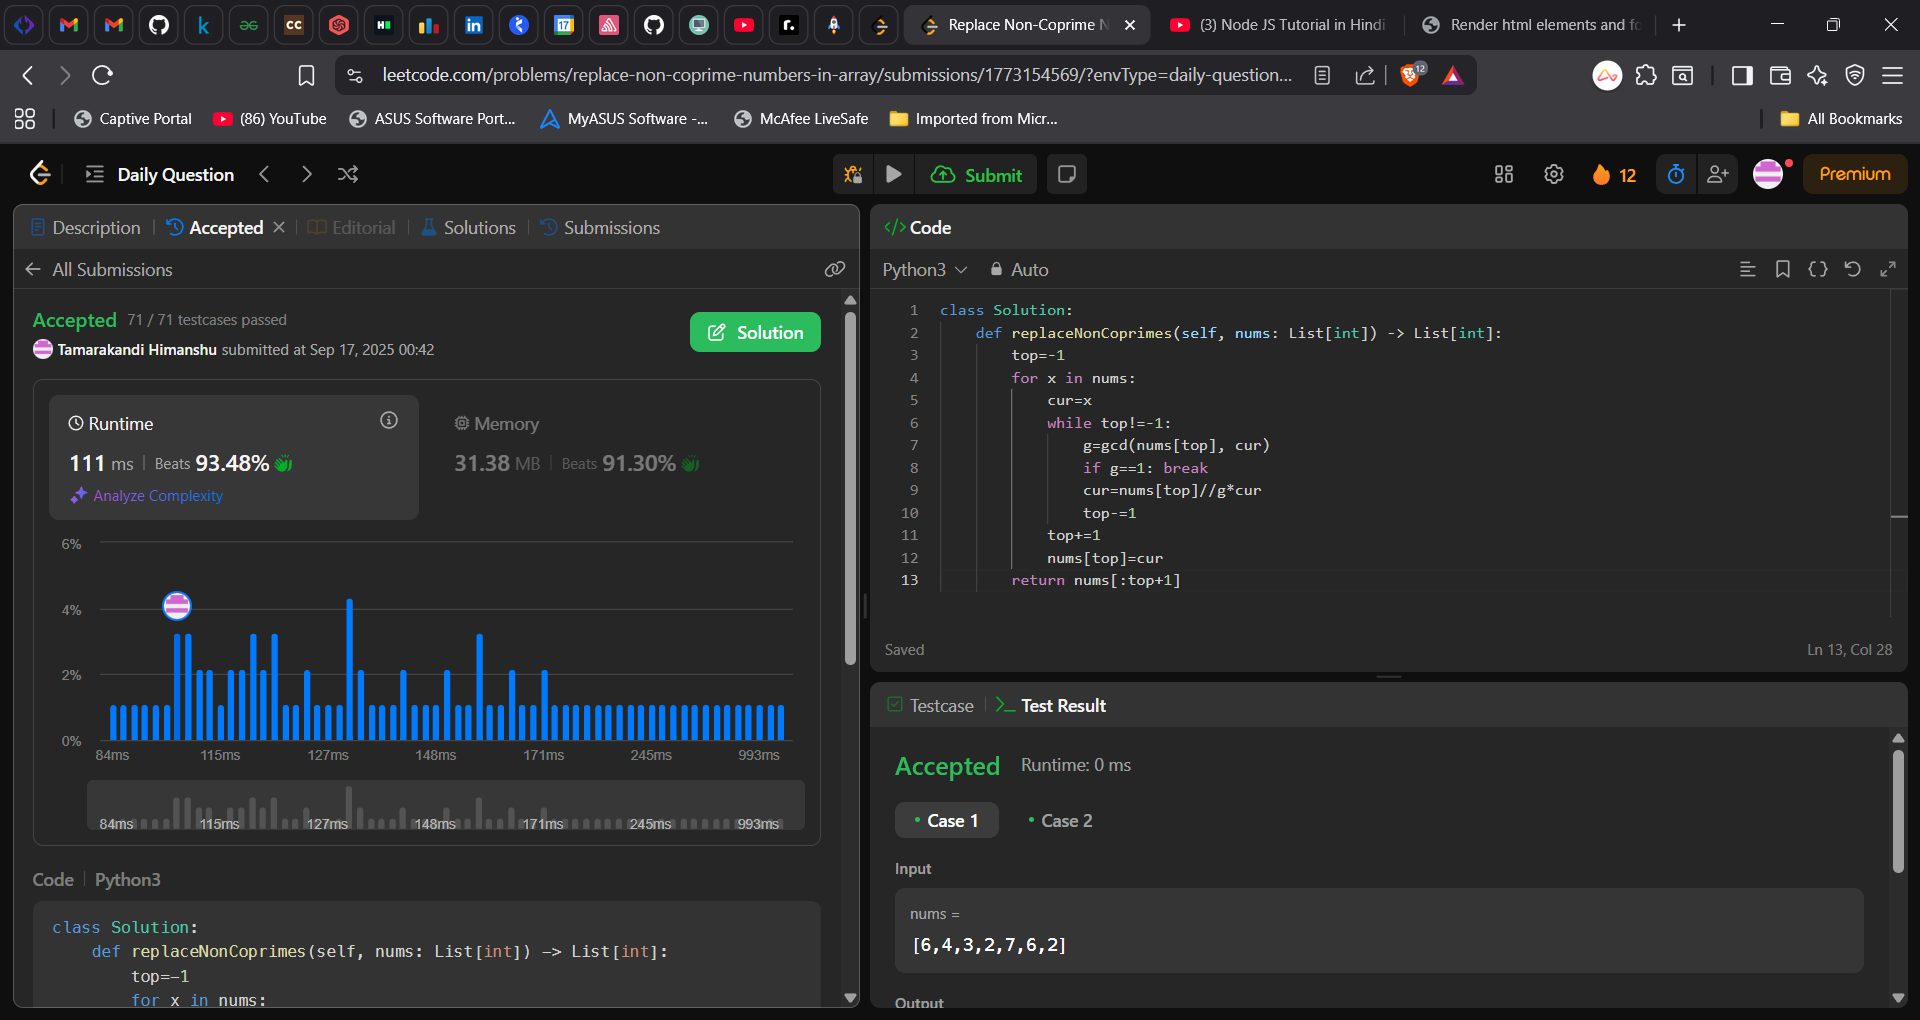 Replace Non-Coprime N
(3) Node JS Tutorial in Hindi
Render html elements and fo
leetcode.com/problems/replace-non-coprime-numbers-in-array/submissions/1773154569/?envType=daily-question...
12
Captive Portal
(86) YouTube
ASUS Software Port...
MyASUS Software -...
McAfee LiveSafe
Imported from Micr...
All Bookmarks
Daily Question
Submit
12
Premium
Description
Accepted
Editorial
Solutions
Submissions
All Submissions
Accepted 71 / 71 testcases passed
Tamarakandi Himanshu submitted at Sep 17, 2025 00:42
Solution
Runtime
111 ms | Beats 93.48%
Analyze Complexity
Memory
31.38 MB | Beats 91.30%
6%
4%
2%
0%
84ms 115ms 127ms 148ms 171ms 245ms 993ms
84ms 115ms 127ms 148ms 171ms 245ms 993ms
Code | Python3
class Solution:
def replaceNonCoprimes(self, nums: List[int]) -> List[int]:
top=-1
for x in nums:
Code
Python3
Auto
1 class Solution:
2 def replaceNonCoprimes(self, nums: List[int]) -> List[int]:
3 top=-1
4 for x in nums:
5 cur=x
6 while top!=-1:
7 g=gcd(nums[top], cur)
8 if g==1: break
9 cur=nums[top]//g*cur
10 top-=1
11 top+=1
12 nums[top]=cur
13 return nums[:top+1]
Saved
Ln 13, Col 28
Testcase
Test Result
Accepted Runtime: 0 ms
Case 1
Case 2
Input
nums =
[6,4,3,2,7,6,2]
Output